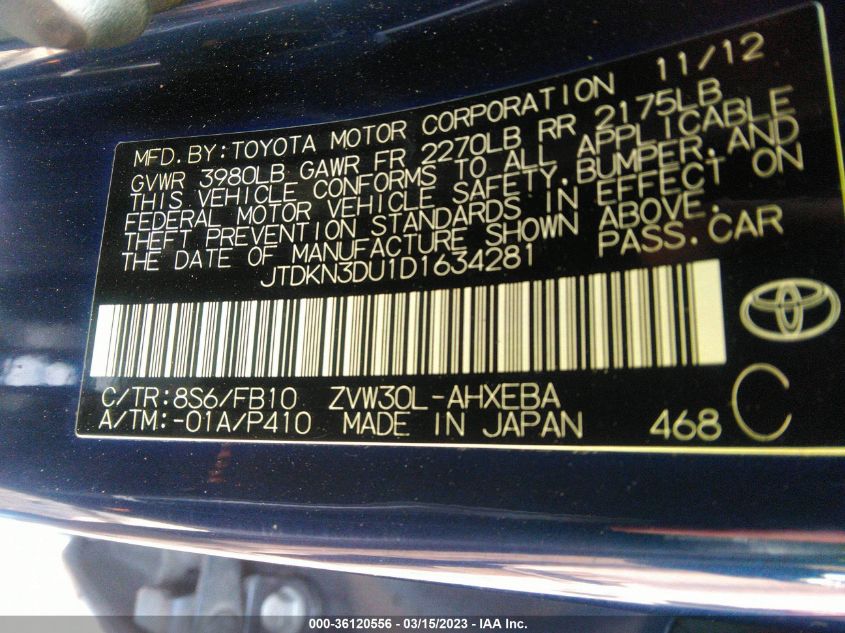 MFD. BY: TOYOTA MOTOR CORPORATION 11/12
GVWR 3980LB GAWR FR 2270LB RR 2175LB
THIS VEHICLE CONFORMS TO ALL APPLICABLE
FEDERAL MOTOR VEHICLE SAFETY, BUMPER, AND
THEFT PREVENTION STANDARDS IN EFFECT ON
THE DATE OF MANUFACTURE SHOWN ABOVE.
JTDKN3DU1D1634281 PASS. CAR
C/TR: 8S6/FB10 ZVW30L-AHXEBA C
A/TM: -01A/P410 MADE IN JAPAN 468
000-36120556 — 03/15/2023 — IAA Inc.